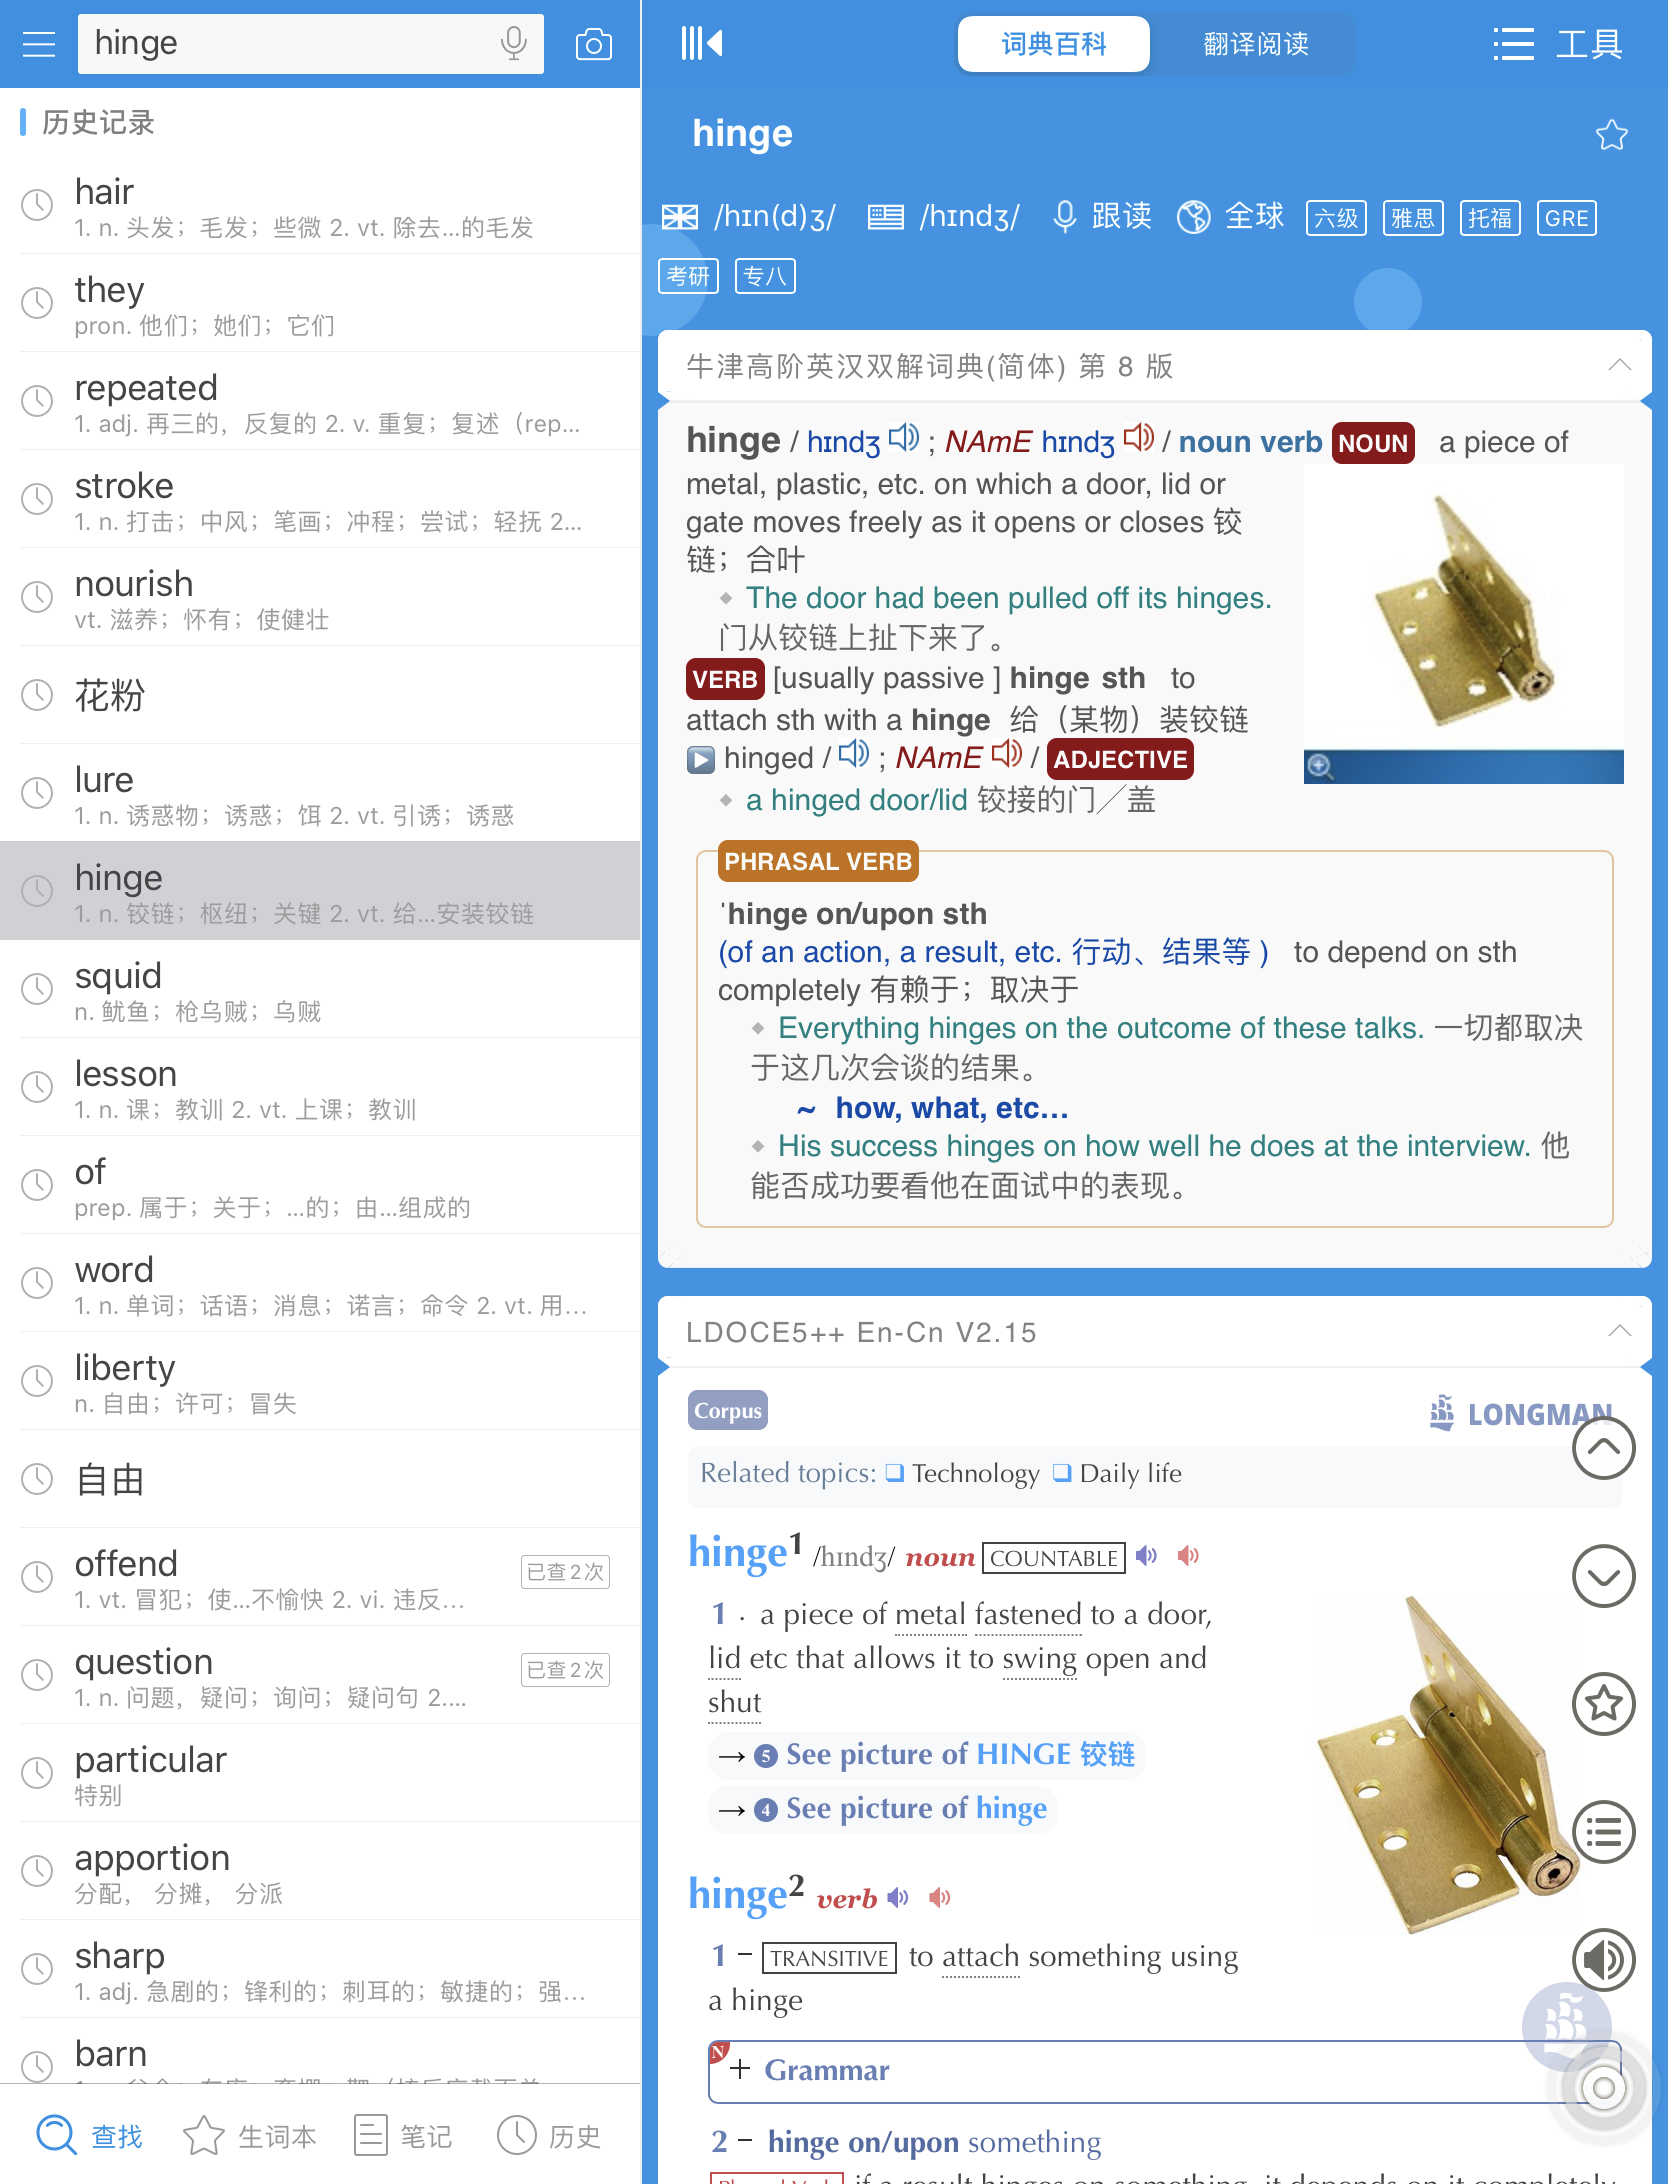 hinge
历史记录
hair
1. n. 头发；毛发；些微 2. vt. 除去...的毛发
they
pron. 他们；她们；它们
repeated
1. adj. 再三的，反复的 2. v. 重复；复述（rep...
stroke
1. n. 打击；中风；笔画；冲程；尝试；轻抚 2...
nourish
vt. 滋养；怀有；使健壮
花粉
lure
1. n. 诱惑物；诱惑；饵 2. vt. 引诱；诱惑
hinge
1. n. 铰链；枢纽；关键 2. vt. 给...安装铰链
squid
n. 鱿鱼；枪乌贼；乌贼
lesson
1. n. 课；教训 2. vt. 上课；教训
of
prep. 属于；关于；...的；由...组成的
word
1. n. 单词；话语；消息；诺言；命令 2. vt. 用...
liberty
n. 自由；许可；冒失
自由
offend
已查2次
1. vt. 冒犯；使...不愉快 2. vi. 违反...
question
已查2次
1. n. 问题，疑问；询问；疑问句 2....
particular
特别
apportion
分配， 分摊， 分派
sharp
1. adj. 急剧的；锋利的；刺耳的；敏捷的；强...
barn
查找 生词本 笔记 历史
词典百科 翻译阅读 工具
hinge
/hɪn(d)ʒ/ /hɪndʒ/ 跟读 全球 六级 雅思 托福 GRE
考研 专八
牛津高阶英汉双解词典(简体) 第 8 版
hinge / hɪndʒ ; NAmE hɪndʒ / noun verb NOUN a piece of
metal, plastic, etc. on which a door, lid or
gate moves freely as it opens or closes 铰
链；合叶
The door had been pulled off its hinges.
门从铰链上扯下来了。
VERB [usually passive ] hinge sth to
attach sth with a hinge 给（某物）装铰链
hinged / ; NAmE / ADJECTIVE
a hinged door/lid 铰接的门╱盖
PHRASAL VERB
ˈhinge on/upon sth
(of an action, a result, etc. 行动、结果等 ) to depend on sth
completely 有赖于；取决于
Everything hinges on the outcome of these talks. 一切都取决
于这几次会谈的结果。
~ how, what, etc...
His success hinges on how well he does at the interview. 他
能否成功要看他在面试中的表现。
LDOCE5++ En-Cn V2.15
Corpus LONGMAN
Related topics: Technology Daily life
hinge1 /hɪndʒ/ noun COUNTABLE
1 · a piece of metal fastened to a door,
lid etc that allows it to swing open and
shut
→ 5 See picture of HINGE 铰链
→ 4 See picture of hinge
hinge2 verb
1 – TRANSITIVE to attach something using
a hinge
N + Grammar
2 – hinge on/upon something
Phrasal Verb if a result hinges on something, it depends on it completely